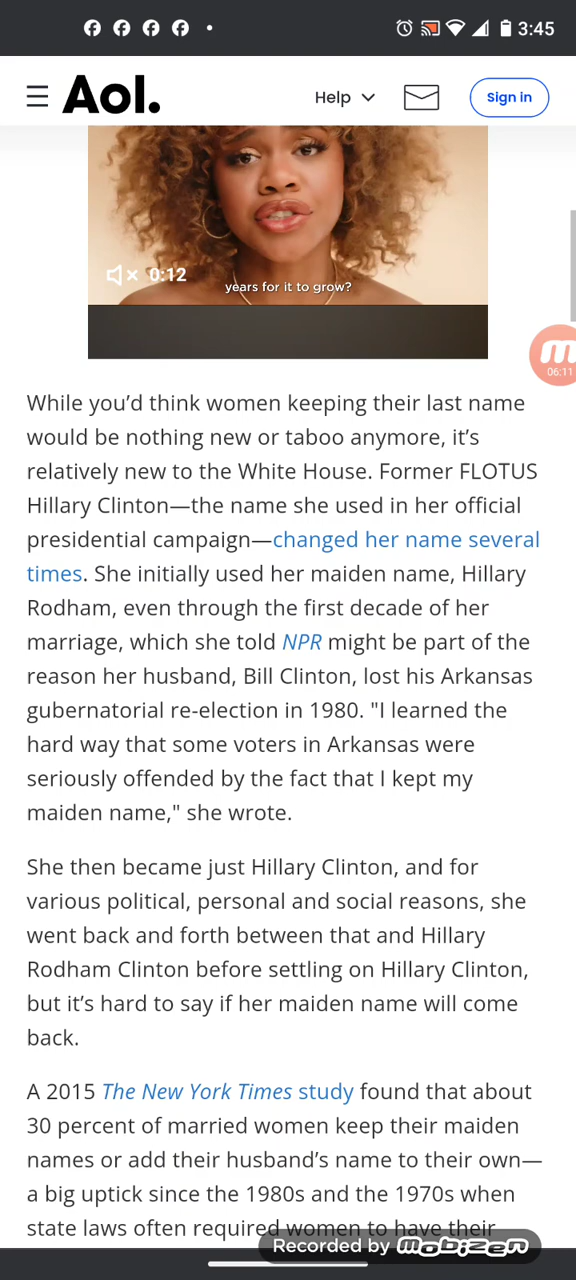 3:45
Aol.
Help
Sign in
0:12
years for it to grow?
m
06:11
While you’d think women keeping their last name
would be nothing new or taboo anymore, it’s
relatively new to the White House. Former FLOTUS
Hillary Clinton—the name she used in her official
presidential campaign—changed her name several
times. She initially used her maiden name, Hillary
Rodham, even through the first decade of her
marriage, which she told NPR might be part of the
reason her husband, Bill Clinton, lost his Arkansas
gubernatorial re-election in 1980. "I learned the
hard way that some voters in Arkansas were
seriously offended by the fact that I kept my
maiden name," she wrote.
She then became just Hillary Clinton, and for
various political, personal and social reasons, she
went back and forth between that and Hillary
Rodham Clinton before settling on Hillary Clinton,
but it’s hard to say if her maiden name will come
back.
A 2015 The New York Times study found that about
30 percent of married women keep their maiden
names or add their husband’s name to their own—
a big uptick since the 1980s and the 1970s when
state laws often required women to have their
Recorded by mobizen